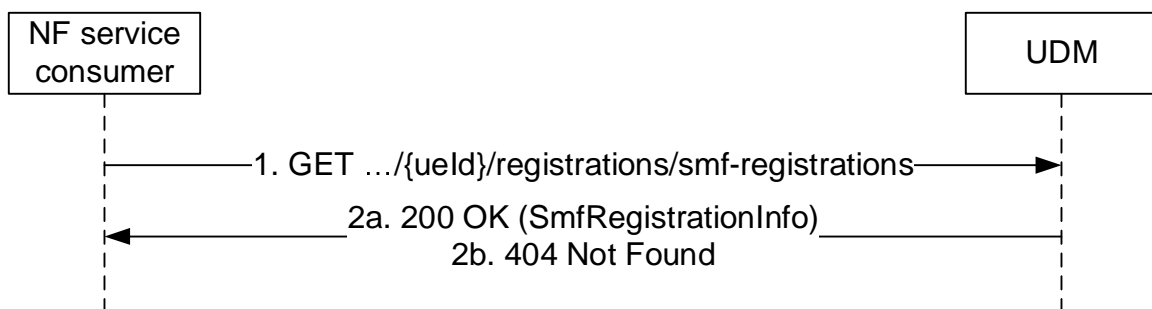 NF service
consumer
UDM
1. GET …/{ueId}/registrations/smf-registrations
2a. 200 OK (SmfRegistrationInfo)
2b. 404 Not Found